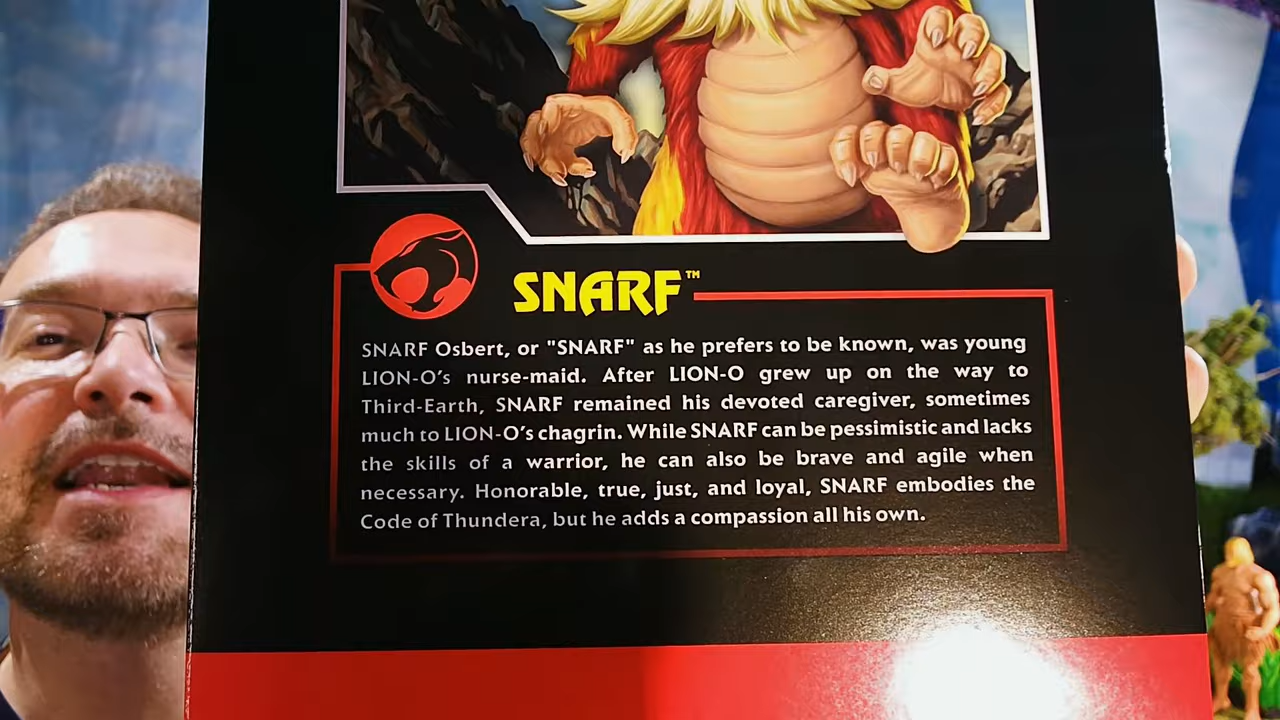 SNARF™
SNARF Osbert, or "SNARF" as he prefers to be known, was young
LION-O's nurse-maid. After LION-O grew up on the way to
Third-Earth, SNARF remained his devoted caregiver, sometimes
much to LION-O's chagrin. While SNARF can be pessimistic and lacks
the skills of a warrior, he can also be brave and agile when
necessary. Honorable, true, just, and loyal, SNARF embodies the
Code of Thundera, but he adds a compassion all his own.